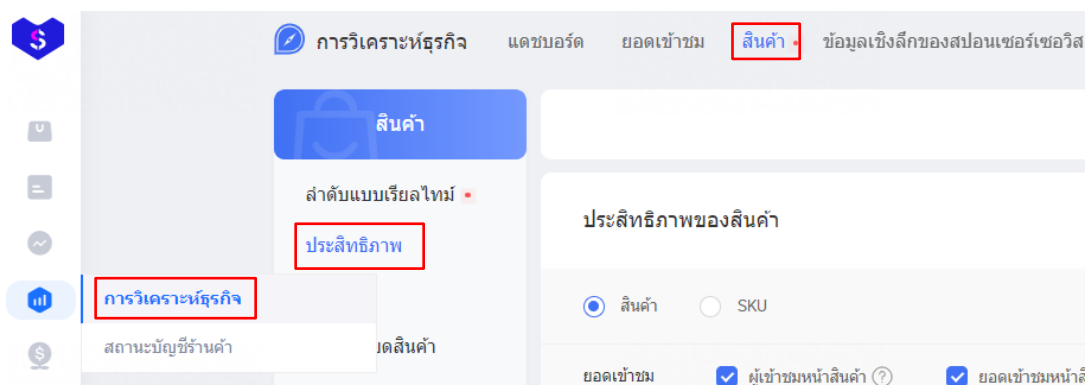 การวิเคราะห์ธุรกิจ แดชบอร์ด ยอดเข้าชม สินค้า ข้อมูลเชิงลึกของสปอนเซอร์เซอวิส
สินค้า
ลำดับแบบเรียลไทม์
ประสิทธิภาพของสินค้า
ประสิทธิภาพ
การวิเคราะห์ธุรกิจ
สินค้า SKU
สถานะบัญชีร้านค้า
ยดสินค้า
ยอดเข้าชม ผู้เข้าชมหน้าสินค้า ? ยอดเข้าชมหน้าสิ